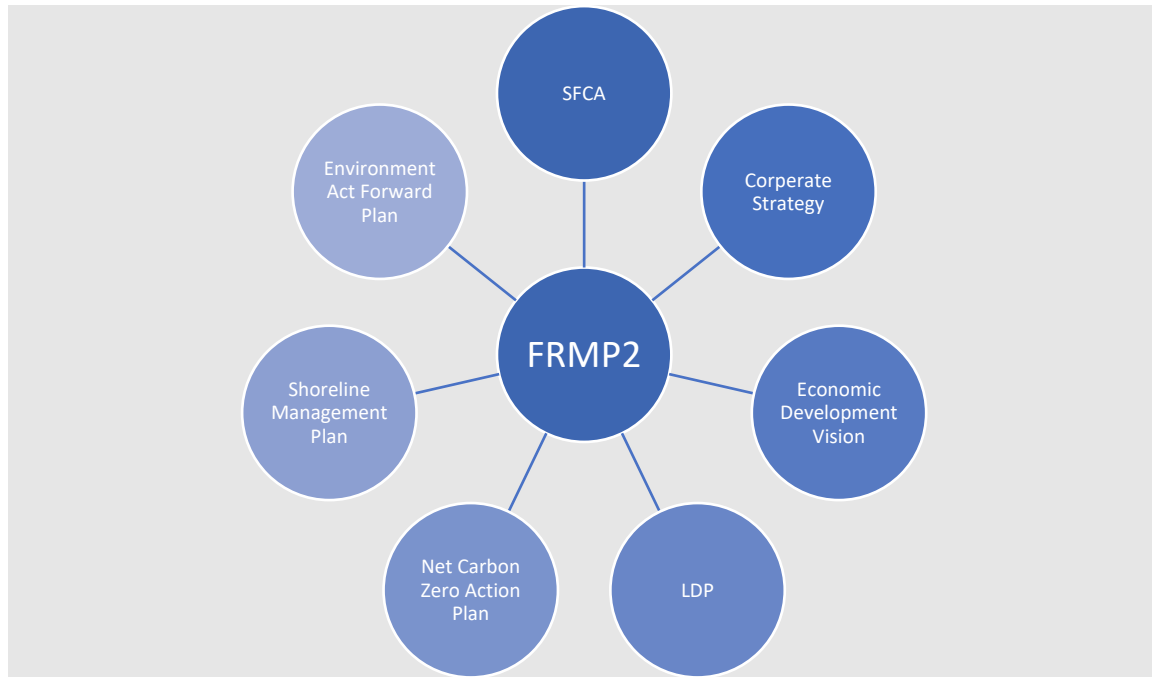 SFCA
Corperate
Strategy
Economic
Development
Vision
LDP
Net Carbon
Zero Action
Plan
Shoreline
Management
Plan
Environment
Act Forward
Plan
FRMP2